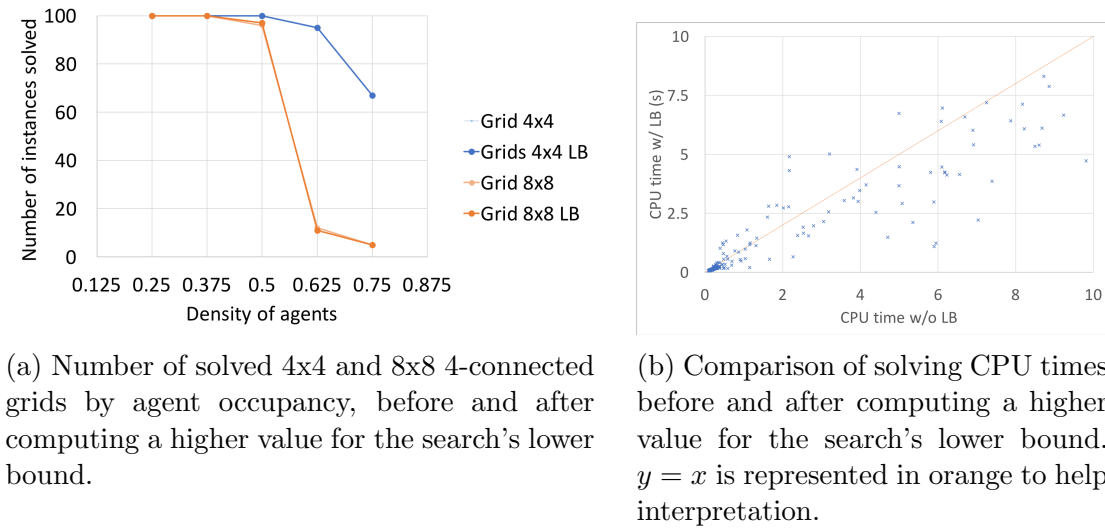 100
80
60
40
20
0
Number of instances solved
0.125 0.25 0.375 0.5 0.625 0.75 0.875
Density of agents
Grid 4x4
Grids 4x4 LB
Grid 8x8
Grid 8x8 LB
(a) Number of solved 4x4 and 8x8 4-connected
grids by agent occupancy, before and after
computing a higher value for the search's lower
bound.
10
7.5
5
2.5
0
CPU time w/ LB (s)
0 2 4 6 8 10
CPU time w/o LB
(b) Comparison of solving CPU times
before and after computing a higher
value for the search's lower bound.
y = x is represented in orange to help
interpretation.